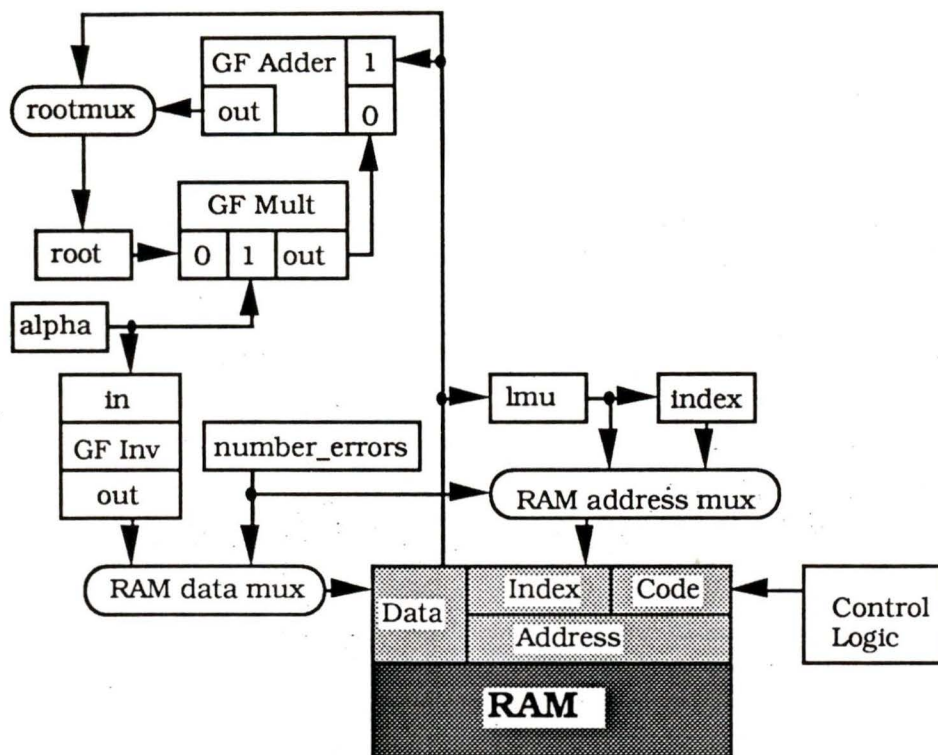 GF Adder 1
rootmux
out
0
GF Mult
root
0 1 out
alpha
in
lmu
index
GF Inv
number_errors
out
RAM address mux
RAM data mux
Index
Code
Data
Address
Control
Logic
RAM